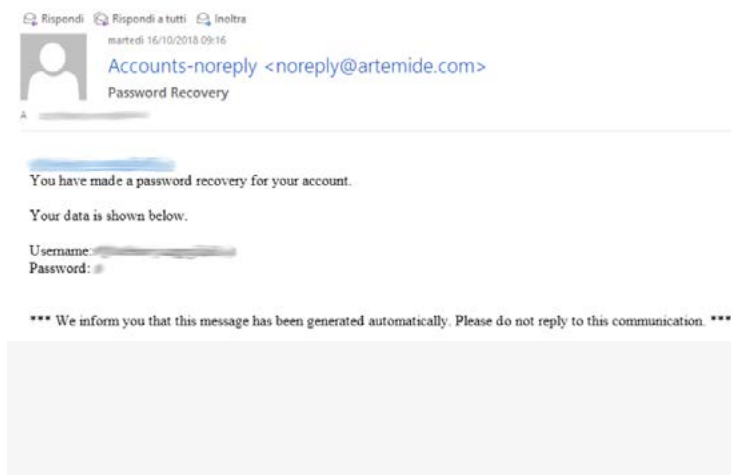 Rispondi Rispondi a tutti Inoltra
martedì 16/10/2018 09:16
Accounts-noreply <noreply@artemide.com>
Password Recovery
A
You have made a password recovery for your account.
Your data is shown below.
Username:
Password:
*** We inform you that this message has been generated automatically. Please do not reply to this communication. ***